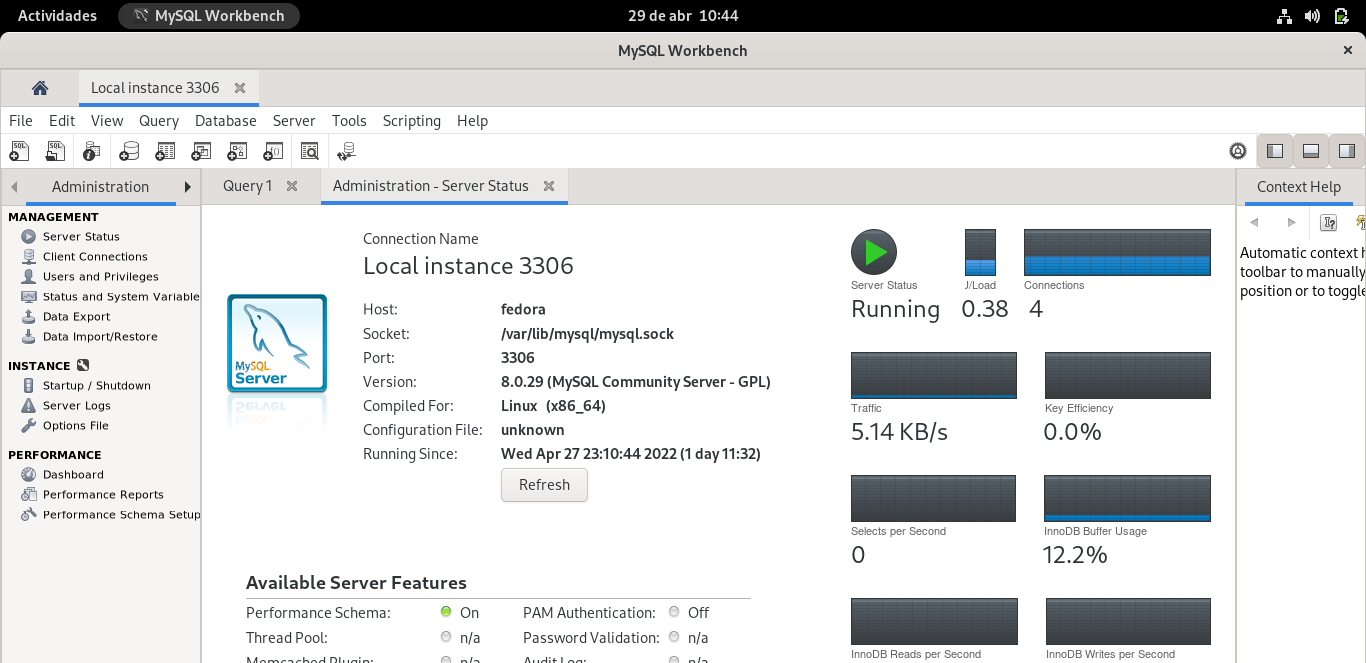 Actividades MySQL Workbench 29 de abr 10:44
MySQL Workbench
Local instance 3306
File Edit View Query Database Server Tools Scripting Help
Administration
Query 1
Administration - Server Status
Context Help
MANAGEMENT
Server Status
Client Connections
Users and Privileges
Status and System Variable
Data Export
Data Import/Restore
INSTANCE
Startup / Shutdown
Server Logs
Options File
PERFORMANCE
Dashboard
Performance Reports
Performance Schema Setup
MySQL
Server
Connection Name
Local instance 3306
Host: fedora
Socket: /var/lib/mysql/mysql.sock
Port: 3306
Version: 8.0.29 (MySQL Community Server - GPL)
Compiled For: Linux (x86_64)
Configuration File: unknown
Running Since: Wed Apr 27 23:10:44 2022 (1 day 11:32)
Refresh
Available Server Features
Performance Schema: On PAM Authentication: Off
Thread Pool: n/a Password Validation: n/a
Memcached Plugin: n/a Audit Log: n/a
Server Status J/Load Connections
Running 0.38 4
Traffic Key Efficiency
5.14 KB/s 0.0%
Selects per Second InnoDB Buffer Usage
0 12.2%
InnoDB Reads per Second InnoDB Writes per Second
Automatic context h
toolbar to manually
position or to toggle